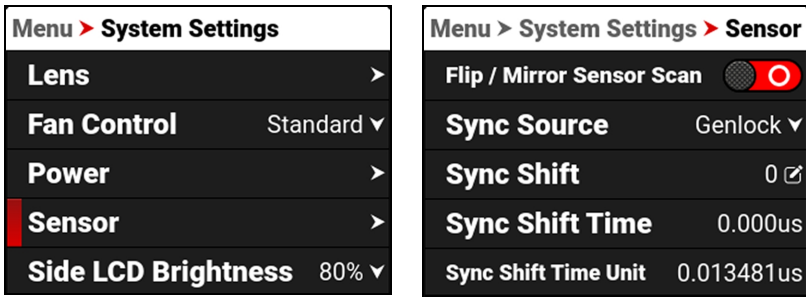 Menu > System Settings
Lens
Fan Control Standard
Power
Sensor
Side LCD Brightness 80%
Menu > System Settings > Sensor
Flip / Mirror Sensor Scan
Sync Source Genlock
Sync Shift 0
Sync Shift Time 0.000us
Sync Shift Time Unit 0.013481us